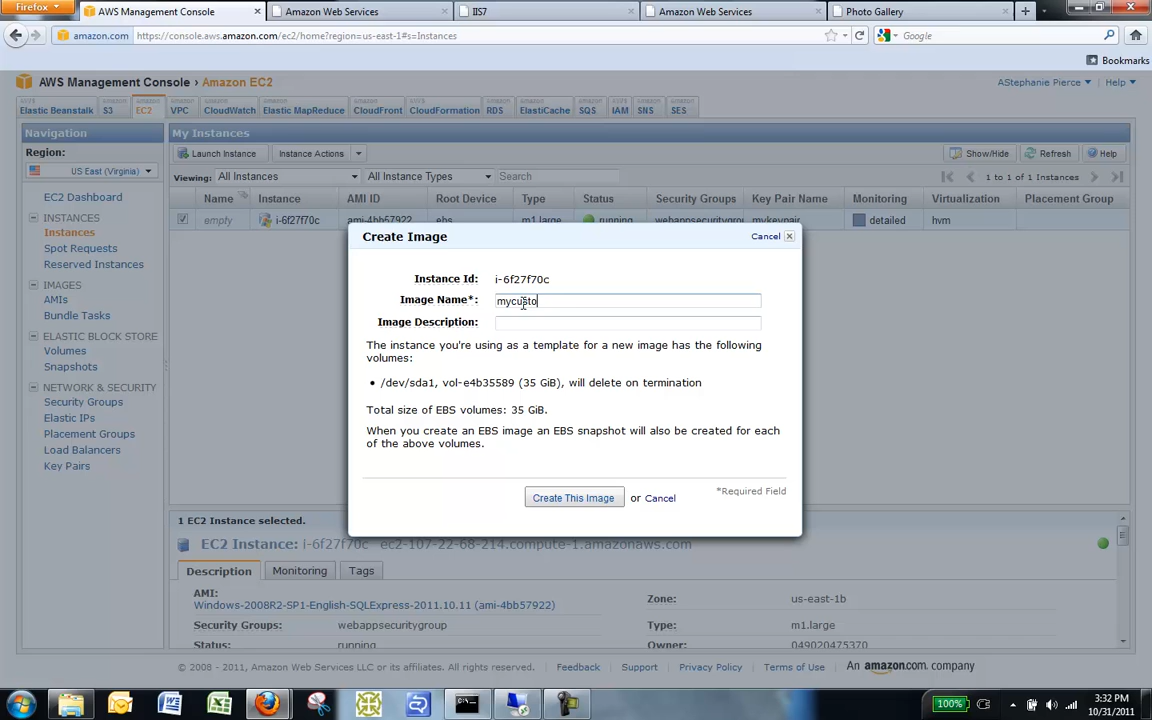 Firefox
AWS Management Console
Amazon Web Services
IIS7
Amazon Web Services
Photo Gallery
amazon.com
https://console.aws.amazon.com/ec2/home?region=us-east-1#s=Instances
Google
Bookmarks
AWS Management Console › Amazon EC2
AStephanie Pierce
Help
Elastic Beanstalk
S3
EC2
VPC
CloudWatch
Elastic MapReduce
CloudFront
CloudFormation
RDS
ElastiCache
SQS
IAM
SNS
SES
Navigation
Region:
US East (Virginia)
EC2 Dashboard
INSTANCES
Instances
Spot Requests
Reserved Instances
IMAGES
AMIs
Bundle Tasks
ELASTIC BLOCK STORE
Volumes
Snapshots
NETWORK & SECURITY
Security Groups
Elastic IPs
Placement Groups
Load Balancers
Key Pairs
My Instances
Launch Instance
Instance Actions
Show/Hide
Refresh
Help
Viewing: All Instances
All Instance Types
Search
1 to 1 of 1 Instances
Name Instance AMI ID Root Device Type Status Security Groups Key Pair Name Monitoring Virtualization Placement Group
empty i-6f27f70c ami-4bb57922 ebs m1.large running webappsecuritygrou mykeypair detailed hvm
Create Image
Cancel
Instance Id: i-6f27f70c
Image Name*: mycusto
Image Description:
The instance you're using as a template for a new image has the following
volumes:
• /dev/sda1, vol-e4b35589 (35 GiB), will delete on termination
Total size of EBS volumes: 35 GiB.
When you create an EBS image an EBS snapshot will also be created for each
of the above volumes.
*Required Field
Create This Image or Cancel
1 EC2 Instance selected.
EC2 Instance: i-6f27f70c ec2-107-22-68-214.compute-1.amazonaws.com
Description
Monitoring
Tags
AMI:
Windows-2008R2-SP1-English-SQLExpress-2011.10.11 (ami-4bb57922)
Zone: us-east-1b
Security Groups: webappsecuritygroup
Type: m1.large
Status: running
Owner: 049020475370
© 2008 - 2011, Amazon Web Services LLC or its affiliates. All rights reserved.
Feedback
Support
Privacy Policy
Terms of Use
An amazon.com company
100%
3:32 PM
10/31/2011